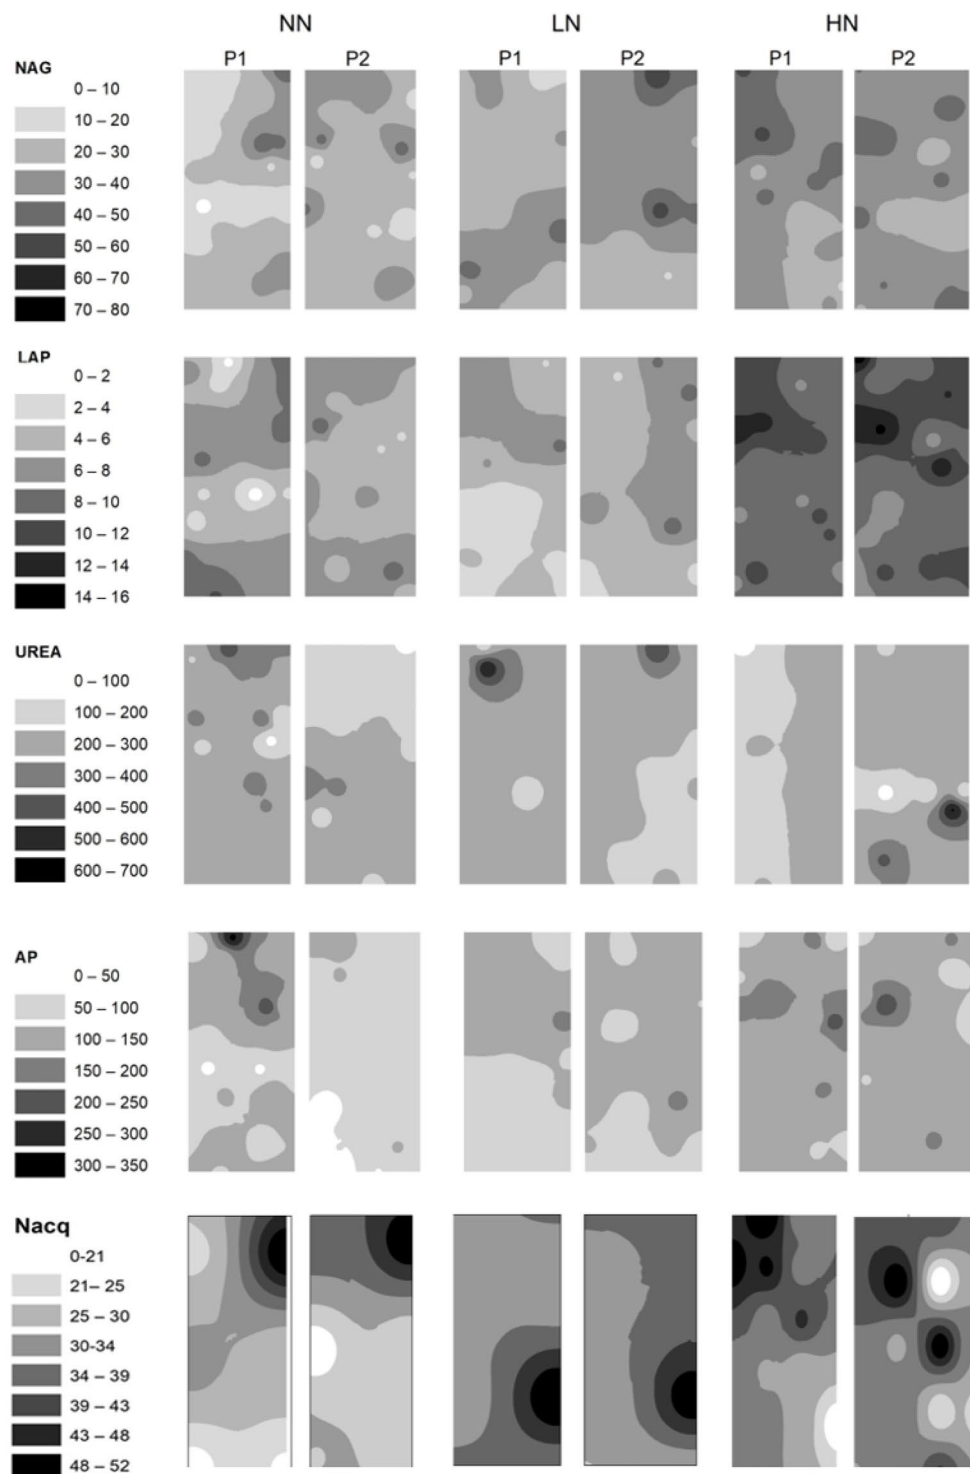 NN LN HN
P1 P2 P1 P2 P1 P2
NAG
0 – 10
10 – 20
20 – 30
30 – 40
40 – 50
50 – 60
60 – 70
70 – 80
LAP
0 – 2
2 – 4
4 – 6
6 – 8
8 – 10
10 – 12
12 – 14
14 – 16
UREA
0 – 100
100 – 200
200 – 300
300 – 400
400 – 500
500 – 600
600 – 700
AP
0 – 50
50 – 100
100 – 150
150 – 200
200 – 250
250 – 300
300 – 350
Nacq
0-21
21– 25
25 – 30
30-34
34 – 39
39 – 43
43 – 48
48 – 52